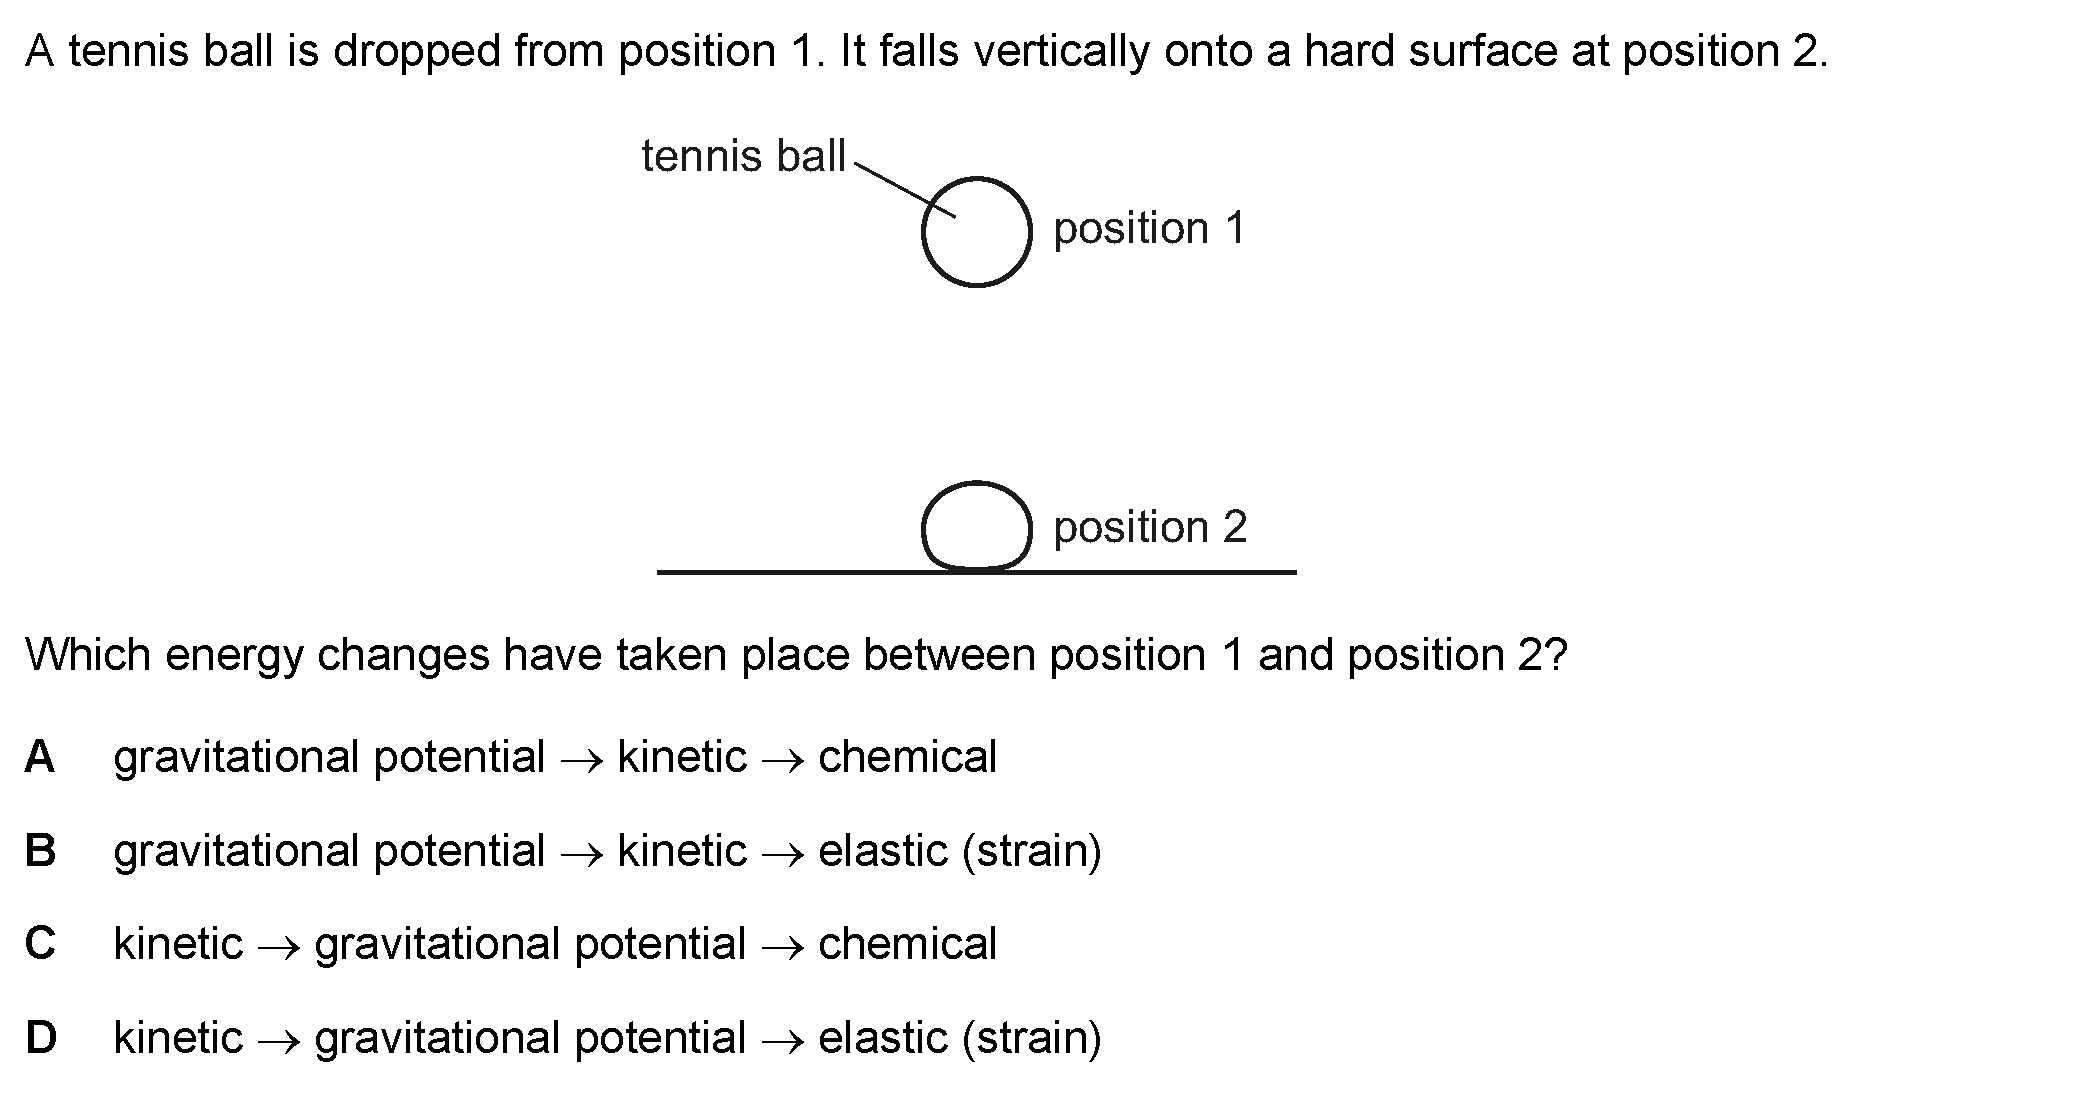 A tennis ball is dropped from position 1. It falls vertically onto a hard surface at position 2.
tennis ball
position 1
position 2
Which energy changes have taken place between position 1 and position 2?
A gravitational potential → kinetic → chemical
B gravitational potential → kinetic → elastic (strain)
C kinetic → gravitational potential → chemical
D kinetic → gravitational potential → elastic (strain)